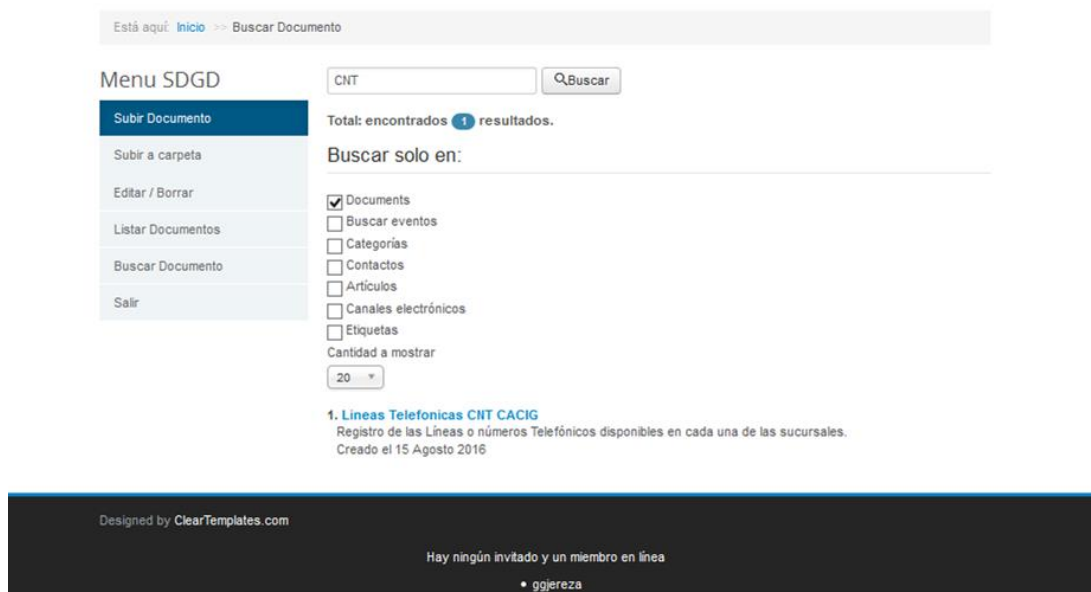 Está aquí: Inicio >> Buscar Documento
Menu SDGD
Subir Documento
Subir a carpeta
Editar / Borrar
Listar Documentos
Buscar Documento
Salir
CNT
Buscar
Total: encontrados 1 resultados.
Buscar solo en:
Documents
Buscar eventos
Categorías
Contactos
Artículos
Canales electrónicos
Etiquetas
Cantidad a mostrar
20
1. Lineas Telefonicas CNT CACIG
Registro de las Líneas o números Telefónicos disponibles en cada una de las sucursales.
Creado el 15 Agosto 2016
Designed by ClearTemplates.com
Hay ningún invitado y un miembro en línea
• ggjereza